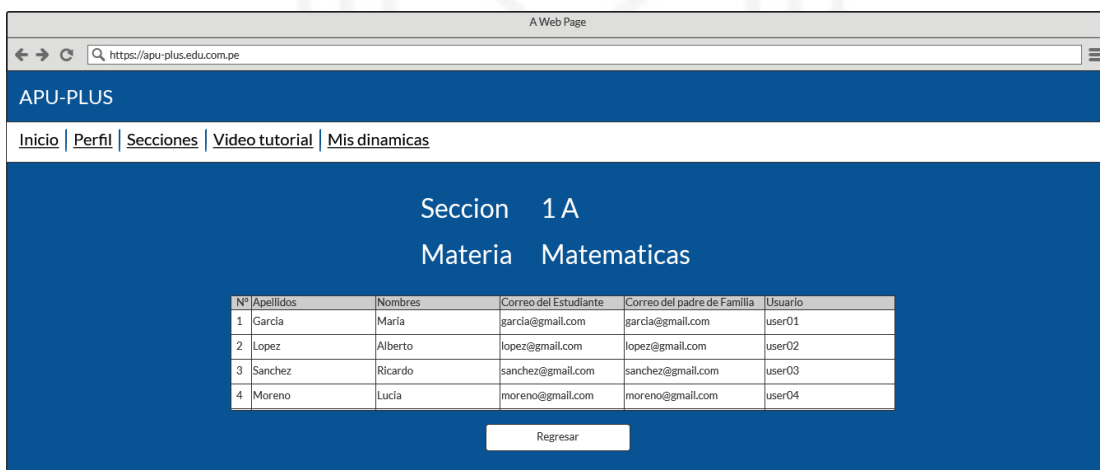 A Web Page
https://apu-plus.edu.com.pe
APU-PLUS
Inicio | Perfil | Secciones | Video tutorial | Mis dinamicas
Seccion 1 A
Materia Matematicas
Nº Apellidos Nombres Correo del Estudiante Correo del padre de Familia Usuario
1 Garcia Maria garcia@gmail.com garcia@gmail.com user01
2 Lopez Alberto lopez@gmail.com lopez@gmail.com user02
3 Sanchez Ricardo sanchez@gmail.com sanchez@gmail.com user03
4 Moreno Lucia moreno@gmail.com moreno@gmail.com user04
Regresar